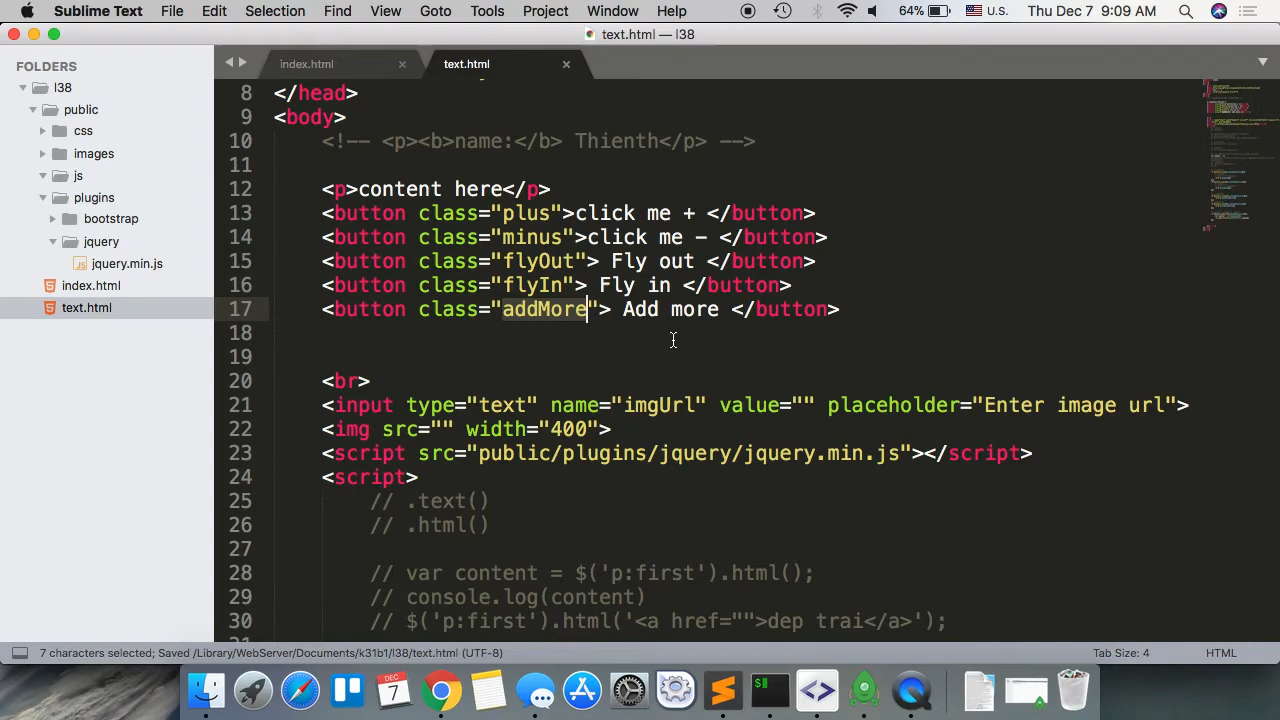 Sublime Text File Edit Selection Find View Goto Tools Project Window Help 64% U.S. Thu Dec 7 9:09 AM
text.html — l38
FOLDERS
l38
public
css
images
js
plugins
bootstrap
jquery
jquery.min.js
index.html
text.html
index.html text.html
8 </head>
9 <body>
10 <!-- <p><b>name:</b> Thienth</p> -->
11
12 <p>content here</p>
13 <button class="plus">click me + </button>
14 <button class="minus">click me - </button>
15 <button class="flyOut"> Fly out </button>
16 <button class="flyIn"> Fly in </button>
17 <button class="addMore"> Add more </button>
18
19
20 <br>
21 <input type="text" name="imgUrl" value="" placeholder="Enter image url">
22 <img src="" width="400">
23 <script src="public/plugins/jquery/jquery.min.js"></script>
24 <script>
25 // .text()
26 // .html()
27
28 // var content = $('p:first').html();
29 // console.log(content)
30 // $('p:first').html('<a href="">dep trai</a>');
7 characters selected; Saved /Library/WebServer/Documents/k31b1/l38/text.html (UTF-8) Tab Size: 4 HTML
DEC
7